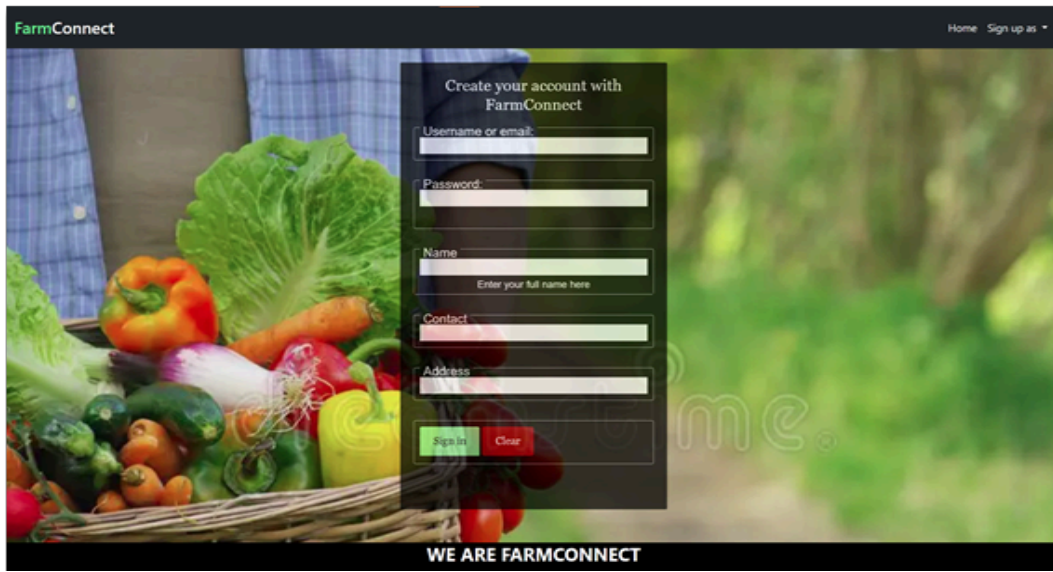 FarmConnect
Home Sign up as
Create your account with
FarmConnect
Username or email:
Password:
Name
Enter your full name here
Contact
Address
Sign in Clear
dreamstime.
WE ARE FARMCONNECT